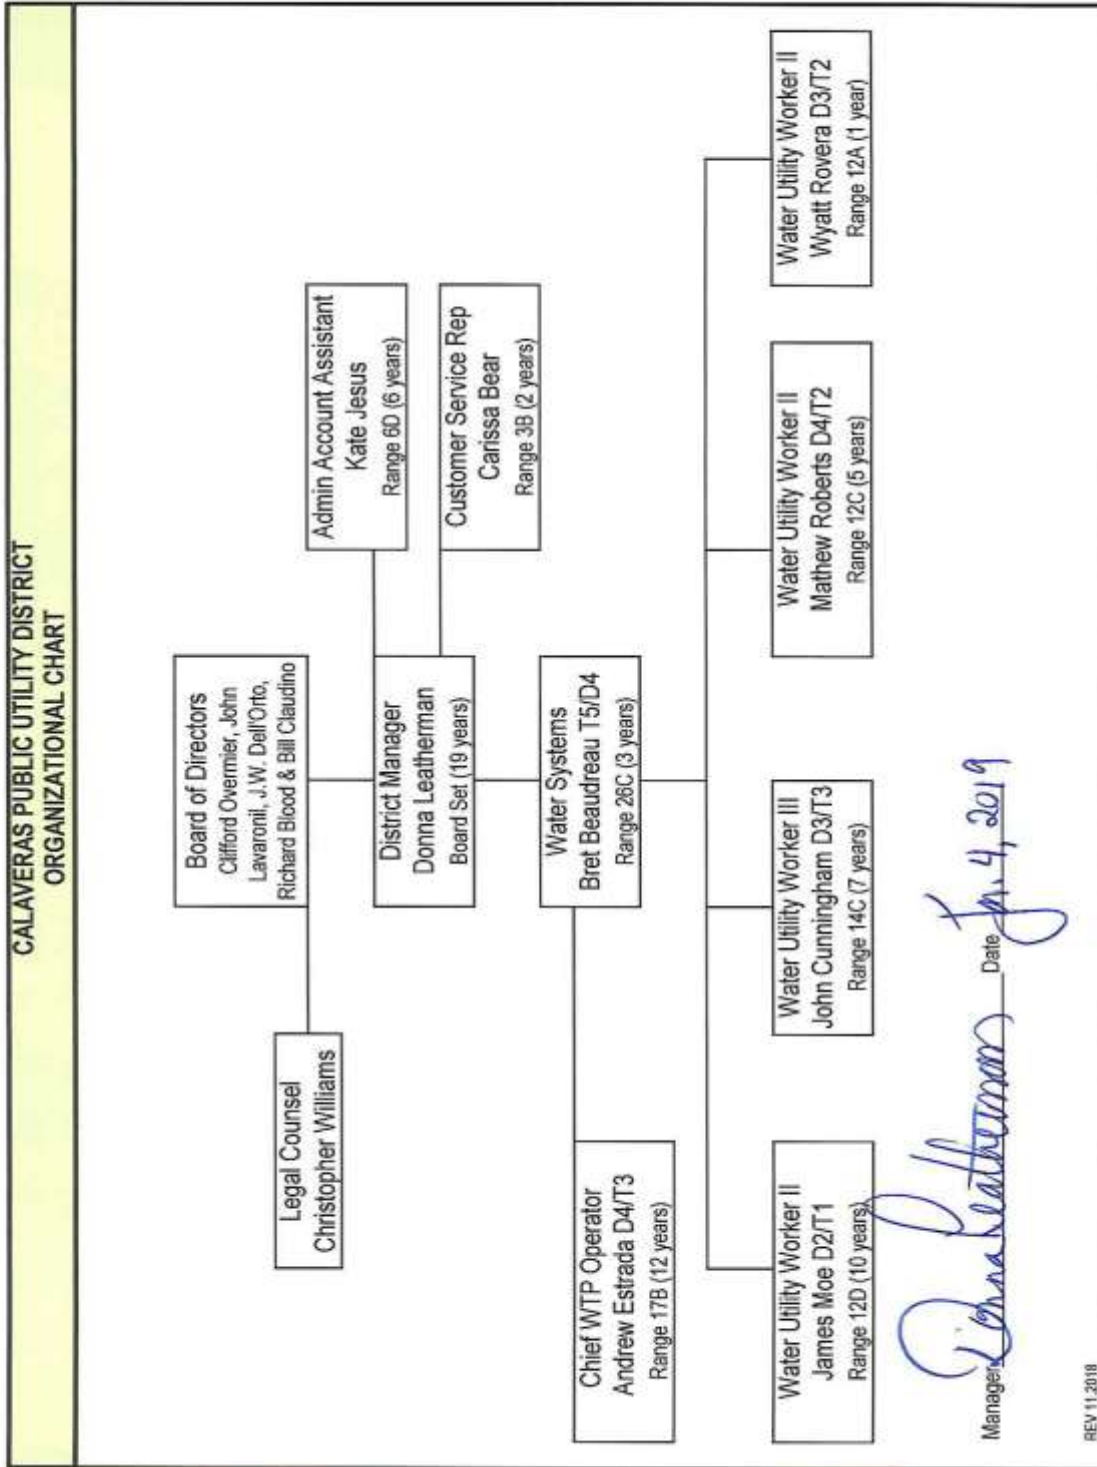 CALAVERAS PUBLIC UTILITY DISTRICT
ORGANIZATIONAL CHART
Board of Directors
Clifford Overmier, John
Lavaronil, J.W. Dell'Orto,
Richard Blood & Bill Claudino
Legal Counsel
Christopher Williams
District Manager
Donna Leatherman
Board Set (19 years)
Admin Account Assistant
Kate Jesus
Range 6D (6 years)
Customer Service Rep
Carissa Bear
Range 3B (2 years)
Water Systems
Bret Beaudreau T5/D4
Range 26C (3 years)
Chief WTP Operator
Andrew Estrada D4/T3
Range 17B (12 years)
Water Utility Worker II
James Moe D2/T1
Range 12D (10 years)
Water Utility Worker III
John Cunningham D3/T3
Range 14C (7 years)
Water Utility Worker II
Mathew Roberts D4/T2
Range 12C (5 years)
Water Utility Worker II
Wyatt Rovera D3/T2
Range 12A (1 year)
Manager Donna Leatherman Date Jan. 4, 2019
REV 11.2018